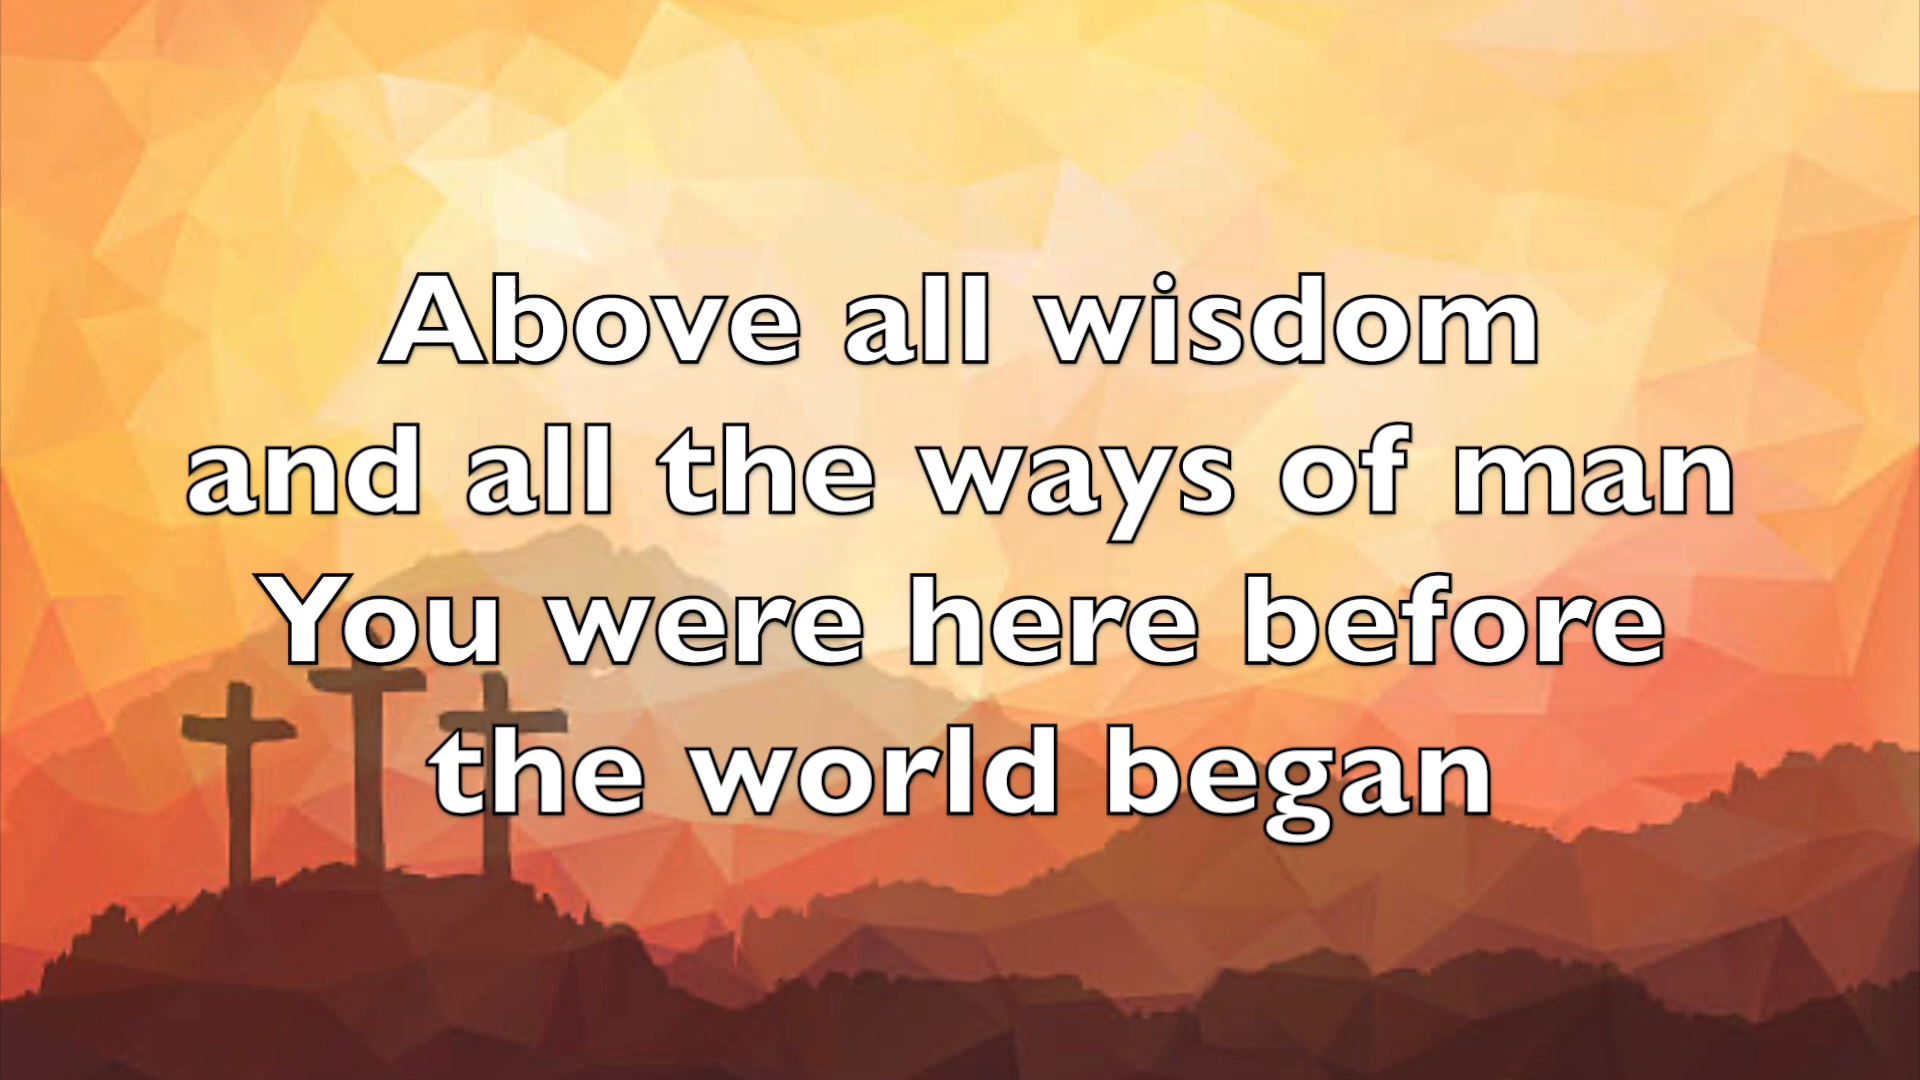 Above all wisdom
and all the ways of man
You were here before
the world began